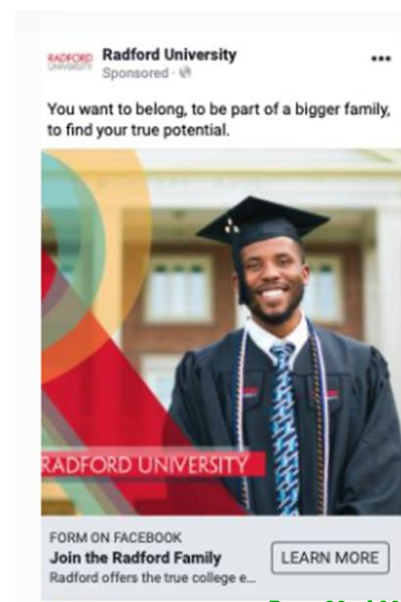 RADFORD
UNIVERSITY
Radford University
Sponsored ·
You want to belong, to be part of a bigger family,
to find your true potential.
RADFORD UNIVERSITY
FORM ON FACEBOOK
Join the Radford Family
Radford offers the true college e...
LEARN MORE